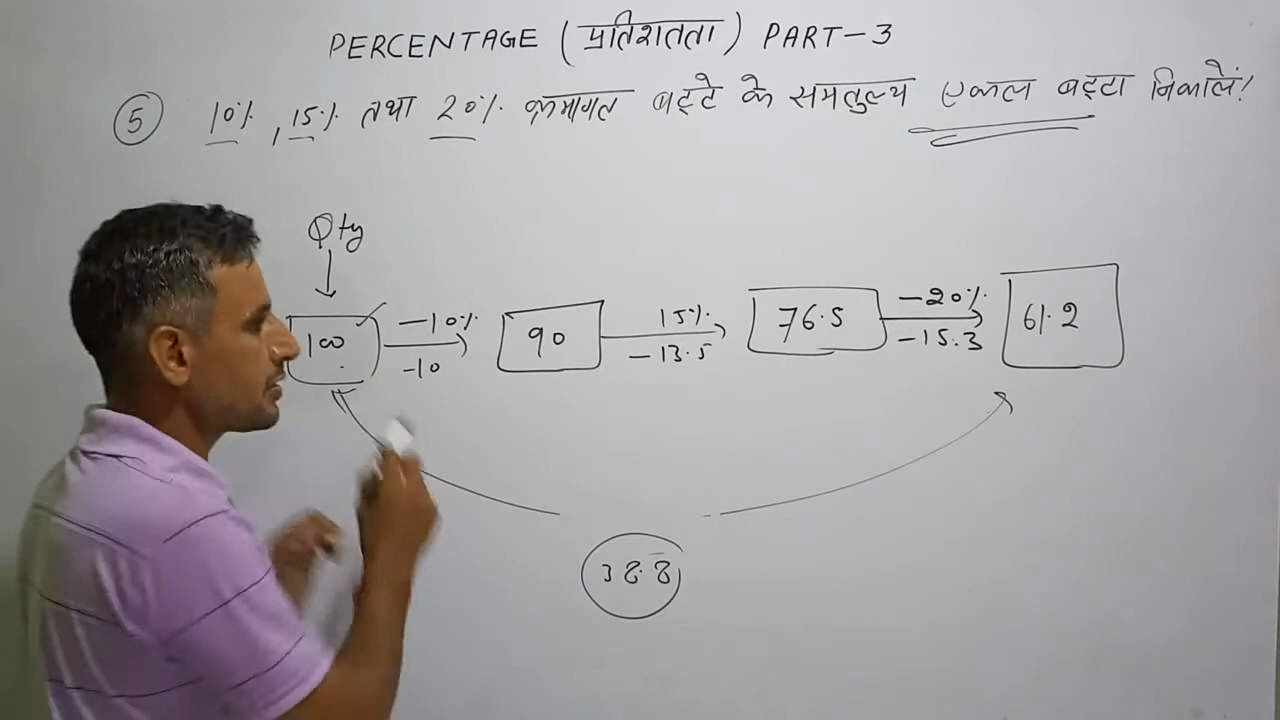 PERCENTAGE (प्रतिशतता) PART-3
⑤ 10%, 15% तथा 20% क्रमागत बट्टे के समतुल्य एकल बट्टा निकालें!
Qty
100 -10% -10 90 15% -13.5 76.5 -20% -15.3 61.2
38.8